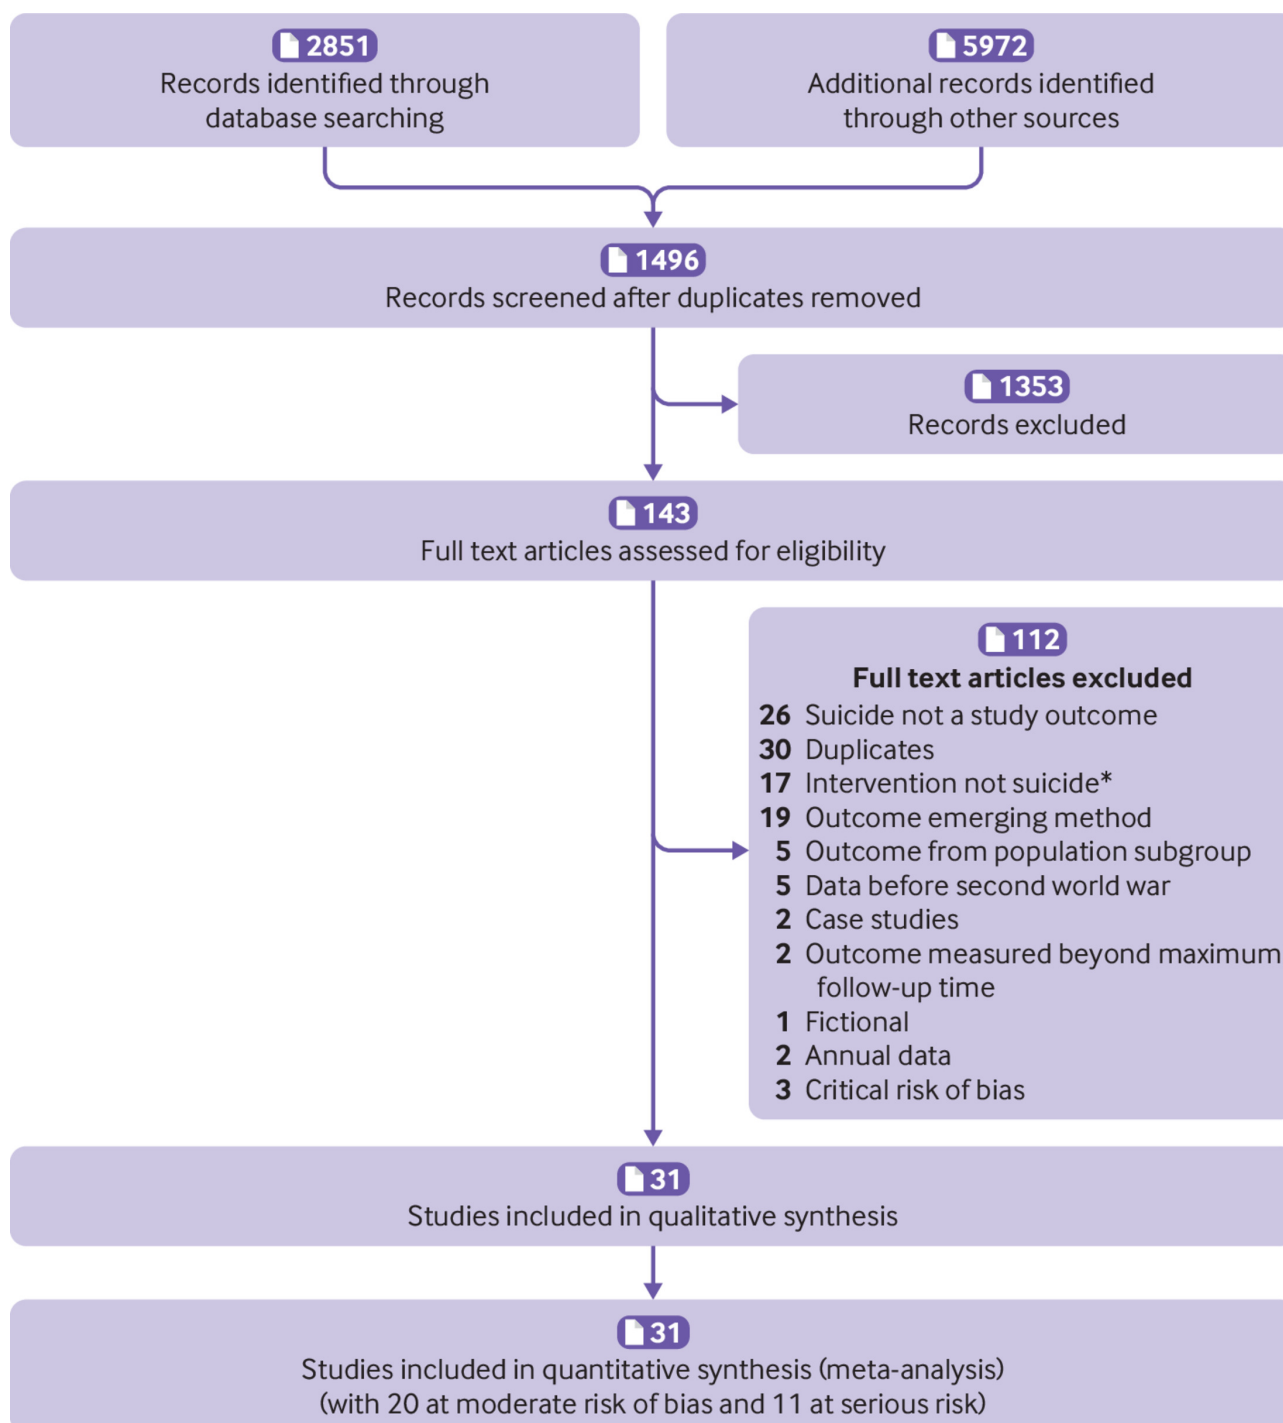 2851
Records identified through
database searching
5972
Additional records identified
through other sources
1496
Records screened after duplicates removed
1353
Records excluded
143
Full text articles assessed for eligibility
112
Full text articles excluded
26 Suicide not a study outcome
30 Duplicates
17 Intervention not suicide*
19 Outcome emerging method
5 Outcome from population subgroup
5 Data before second world war
2 Case studies
2 Outcome measured beyond maximum
follow-up time
1 Fictional
2 Annual data
3 Critical risk of bias
31
Studies included in qualitative synthesis
31
Studies included in quantitative synthesis (meta-analysis)
(with 20 at moderate risk of bias and 11 at serious risk)